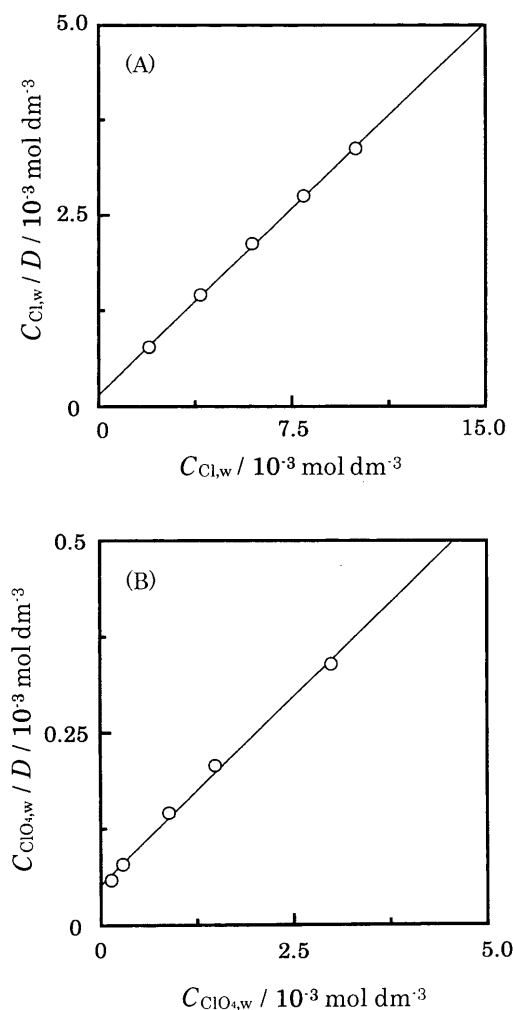 5.0
(A)
C_Cl,w / D / 10⁻³ mol dm⁻³
2.5
0
0 7.5 15.0
C_Cl,w / 10⁻³ mol dm⁻³
0.5
(B)
C_ClO₄,w / D / 10⁻³ mol dm⁻³
0.25
0
0 2.5 5.0
C_ClO₄,w / 10⁻³ mol dm⁻³